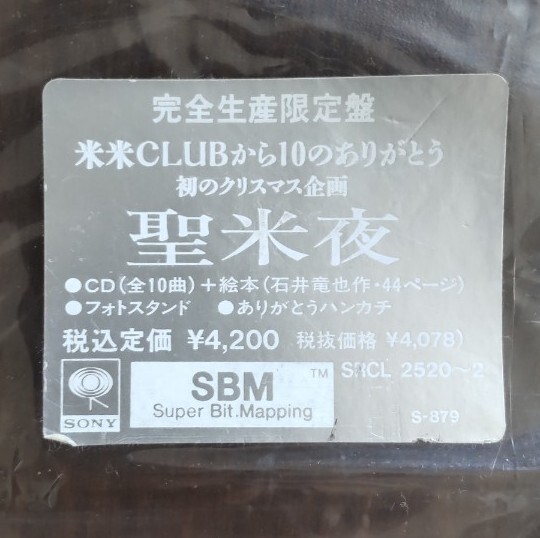 完全生産限定盤
米米CLUBから10のありがとう
初のクリスマス企画
聖米夜
●CD(全10曲)+絵本(石井竜也作・44ページ)
●フォトスタンド ●ありがとうハンカチ
税込定価 ¥4,200 税抜価格 ¥4,078)
SBM TM SRCL 2520〜2
Super Bit Mapping
SONY S-879